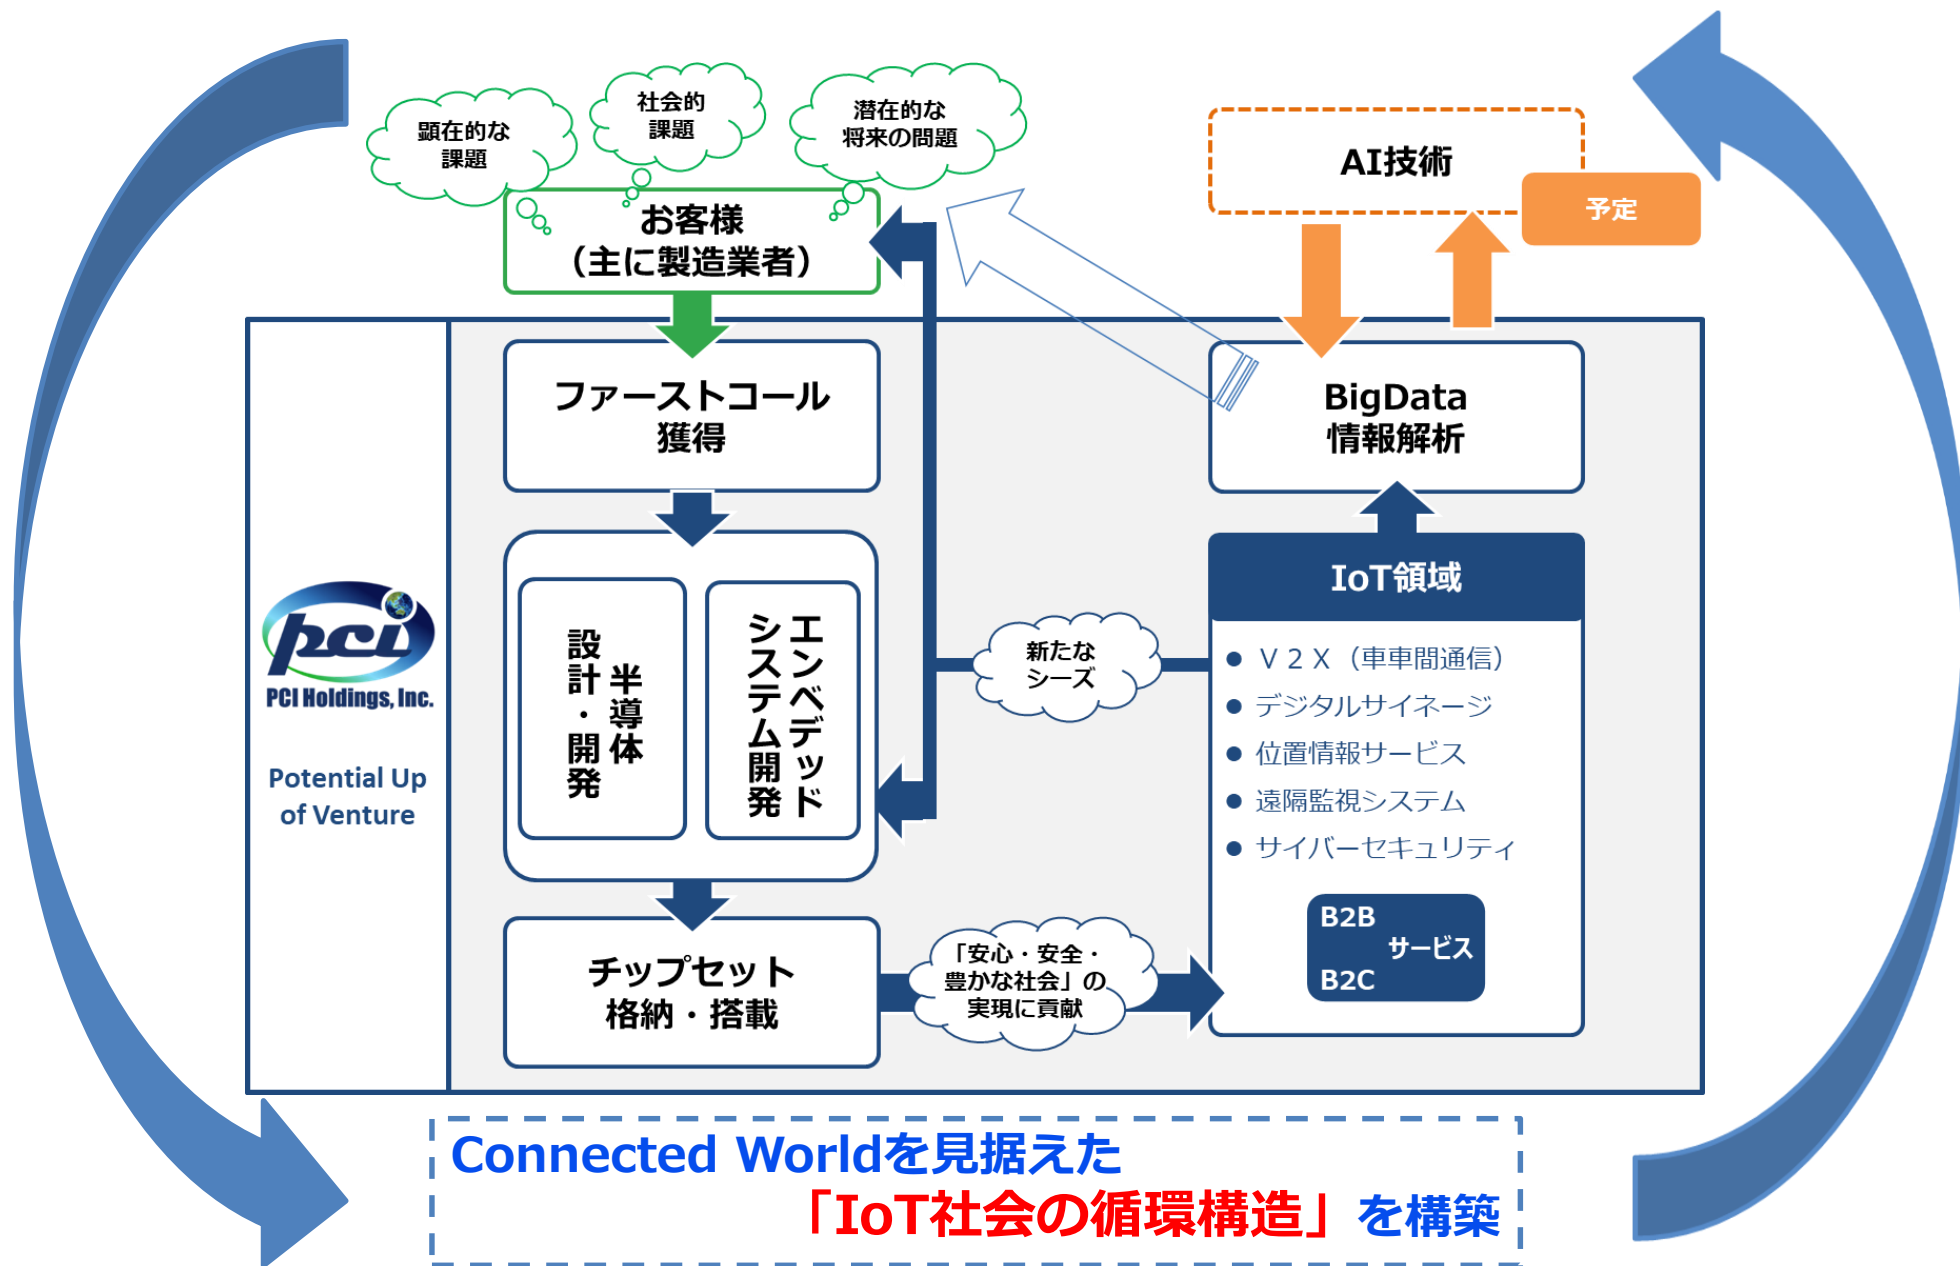 顕在的な
課題
社会的
課題
潜在的な
将来の問題
お客様
（主に製造業者）
AI技術
予定
ファーストコール
獲得
BigData
情報解析
半導体
設計・開発
エンベデッド
システム開発
新たな
シーズ
IoT領域
● Ｖ２Ｘ（車車間通信）
● デジタルサイネージ
● 位置情報サービス
● 遠隔監視システム
● サイバーセキュリティ
B2B
サービス
B2C
チップセット
格納・搭載
「安心・安全・
豊かな社会」の
実現に貢献
pci
PCI Holdings, Inc.
Potential Up
of Venture
Connected Worldを見据えた
「IoT社会の循環構造」を構築